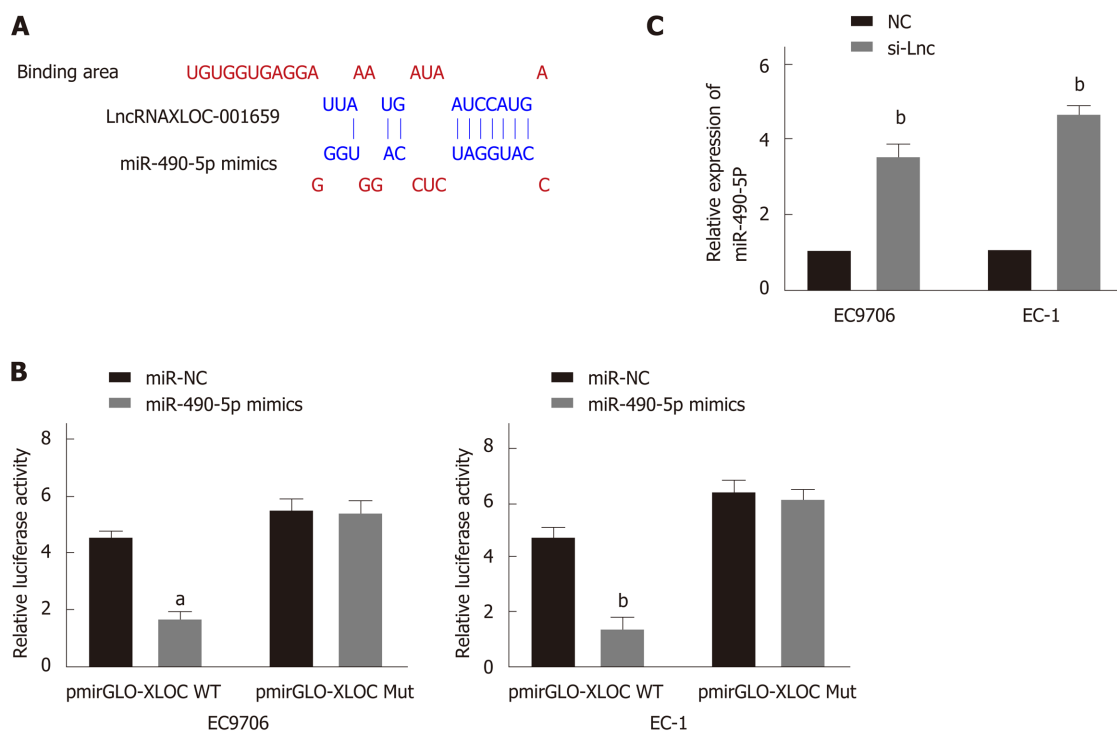 A
Binding area UGUGGUGAGGA AA AUA A
UUA UG AUCCAUG
LncRNAXLOC-001659
miR-490-5p mimics GGU AC UAGGUAC
G GG CUC C
C
NC
si-Lnc
Relative expression of
miR-490-5P
6
4
2
0
b
b
EC9706 EC-1
B
miR-NC
miR-490-5p mimics
Relative luciferase activity
8
6
4
2
0
a
pmirGLO-XLOC WT pmirGLO-XLOC Mut
EC9706
miR-NC
miR-490-5p mimics
Relative luciferase activity
8
6
4
2
0
b
pmirGLO-XLOC WT pmirGLO-XLOC Mut
EC-1